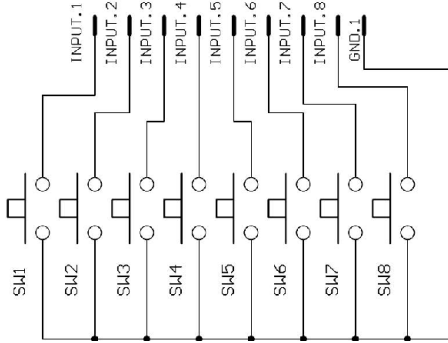 INPUT.1
INPUT.2
INPUT.3
INPUT.4
INPUT.5
INPUT.6
INPUT.7
INPUT.8
GND.1
SW1
SW2
SW3
SW4
SW5
SW6
SW7
SW8